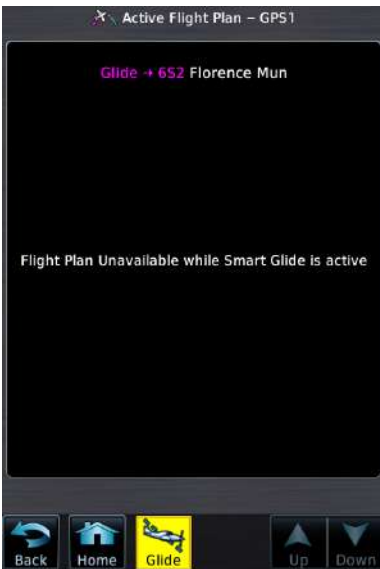 Active Flight Plan – GPS1
Glide → 6S2 Florence Mun
Flight Plan Unavailable while Smart Glide is active
Back Home Glide Up Down